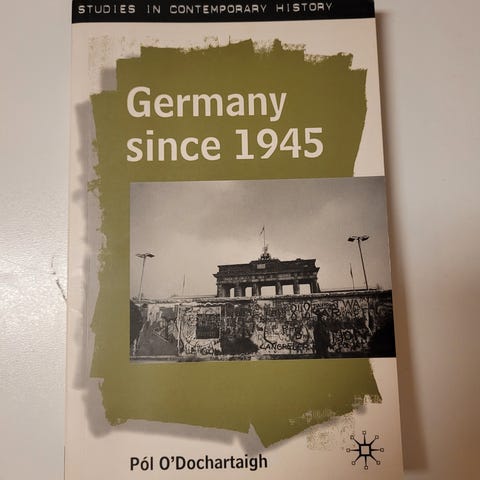 STUDIES IN CONTEMPORARY HISTORY
Germany
since 1945
Pól O'Dochartaigh